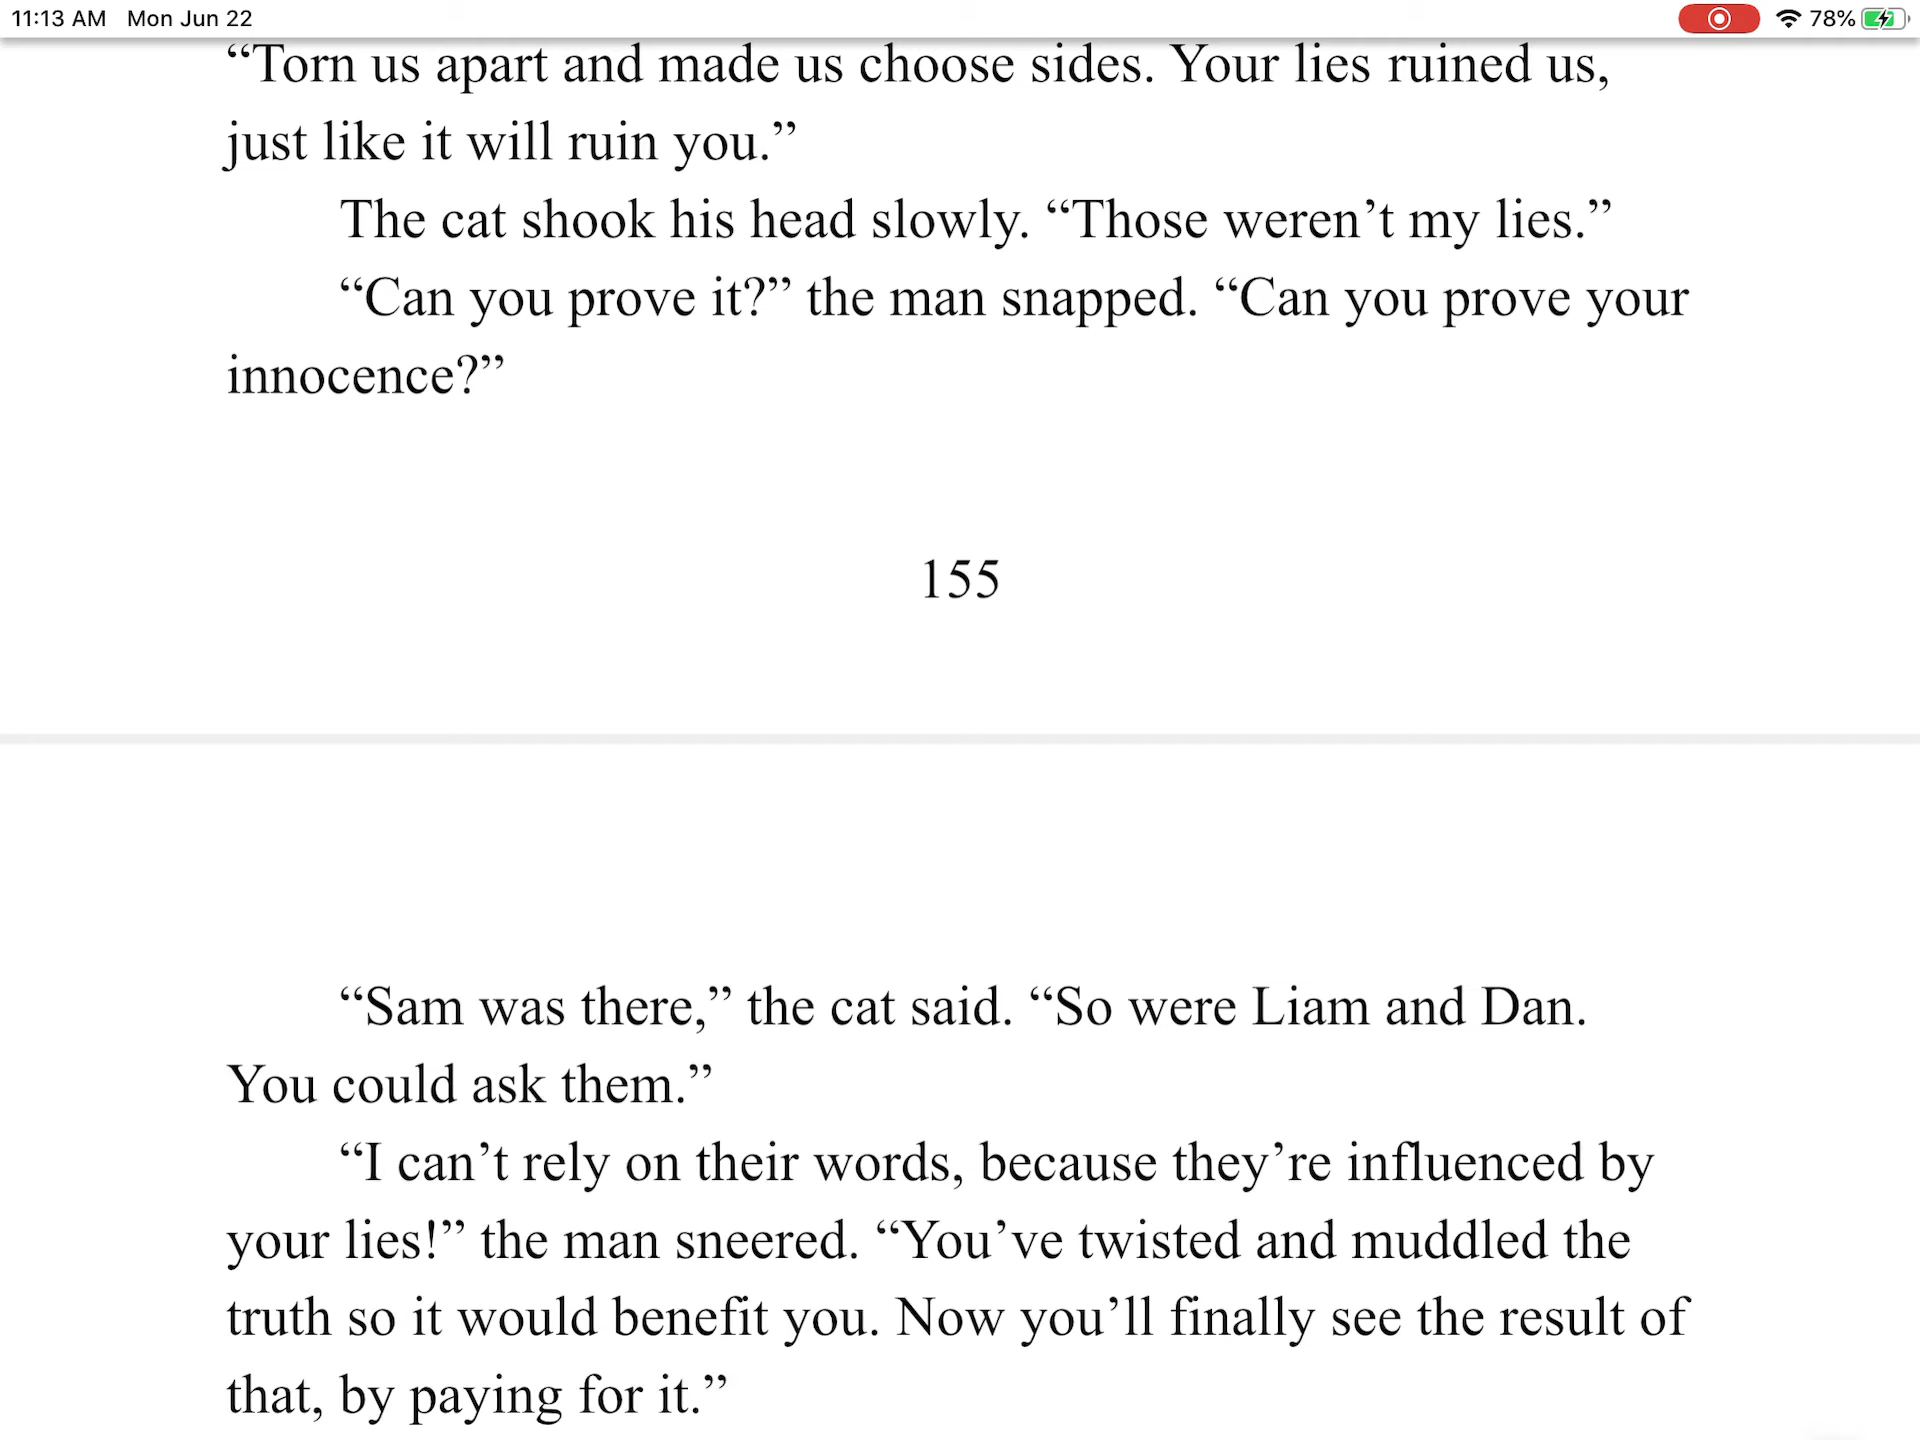 11:13 AM Mon Jun 22
78%
“Torn us apart and made us choose sides. Your lies ruined us,
just like it will ruin you.”
The cat shook his head slowly. “Those weren’t my lies.”
“Can you prove it?” the man snapped. “Can you prove your
innocence?”
155
“Sam was there,” the cat said. “So were Liam and Dan.
You could ask them.”
“I can’t rely on their words, because they’re influenced by
your lies!” the man sneered. “You’ve twisted and muddled the
truth so it would benefit you. Now you’ll finally see the result of
that, by paying for it.”